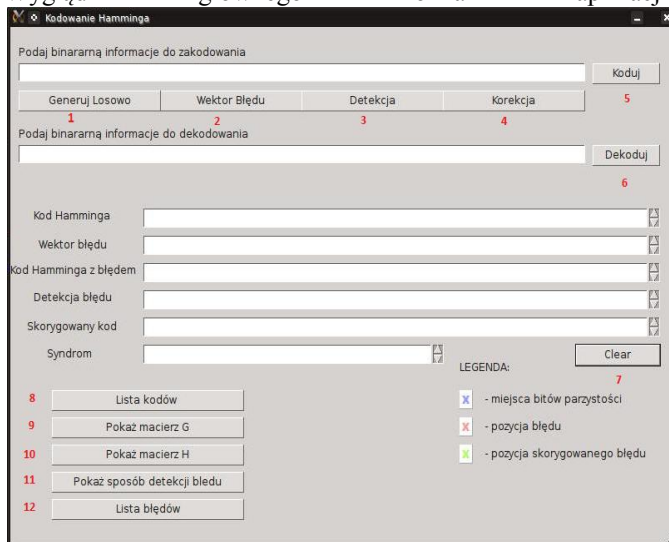 Kodowanie Hamminga
Podaj binararną informacje do zakodowania
Koduj
Generuj Losowo Wektor Błędu Detekcja Korekcja 5
1 2 3 4
Podaj binararną informacje do dekodowania
Dekoduj
6
Kod Hamminga
Wektor błędu
Kod Hamminga z błędem
Detekcja błędu
Skorygowany kod
Syndrom Clear
LEGENDA:
7
8 Lista kodów x - miejsca bitów parzystości
9 Pokaż macierz G x - pozycja błędu
10 Pokaż macierz H x - pozycja skorygowanego błędu
11 Pokaż sposób detekcji bledu
12 Lista błędów